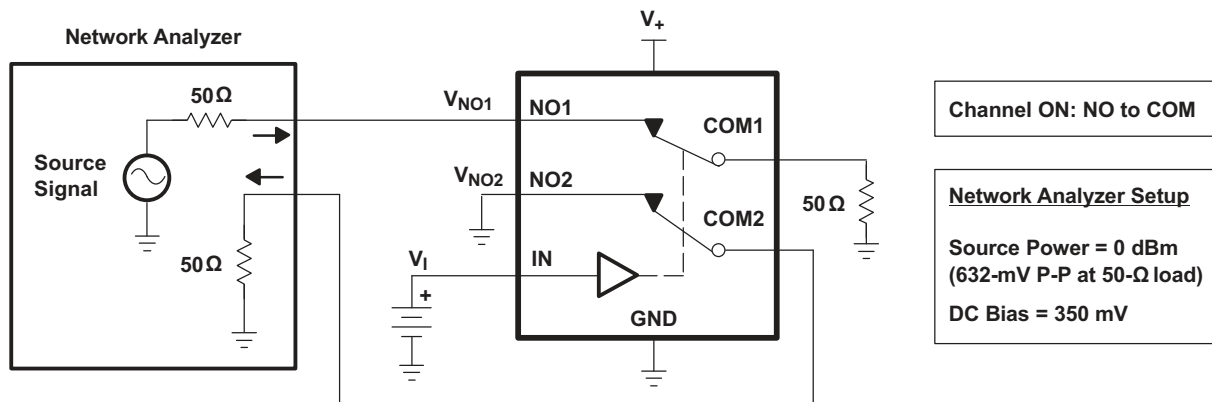 Network Analyzer
50Ω
Source
Signal
50Ω
V+
VNO1
NO1
COM1
VNO2
NO2
COM2
50Ω
VI
IN
+
GND
Channel ON: NO to COM
Network Analyzer Setup
Source Power = 0 dBm
(632-mV P-P at 50-Ω load)
DC Bias = 350 mV